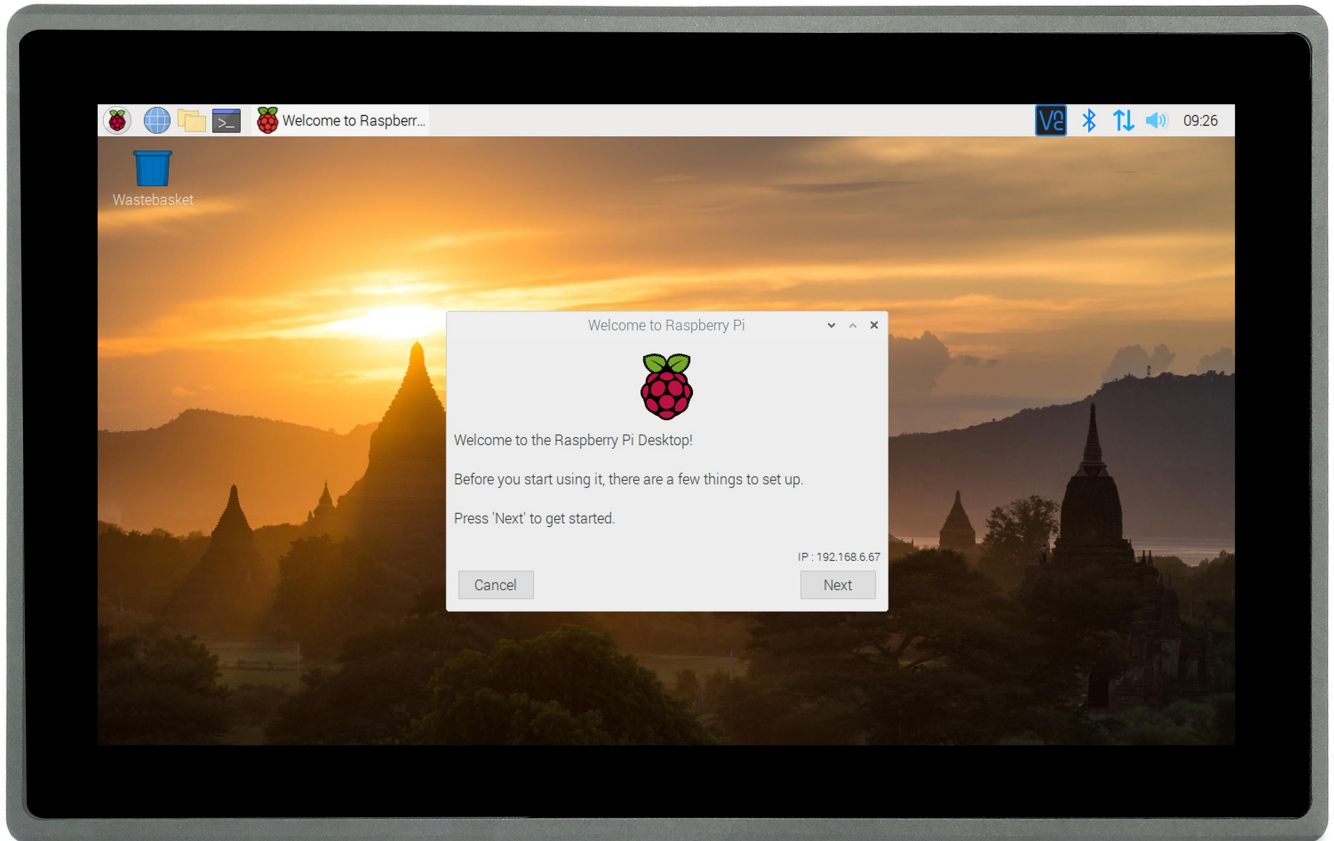 Welcome to Raspberr...
09:26
Wastebasket
Welcome to Raspberry Pi
Welcome to the Raspberry Pi Desktop!
Before you start using it, there are a few things to set up.
Press 'Next' to get started.
IP : 192.168.6.67
Cancel
Next